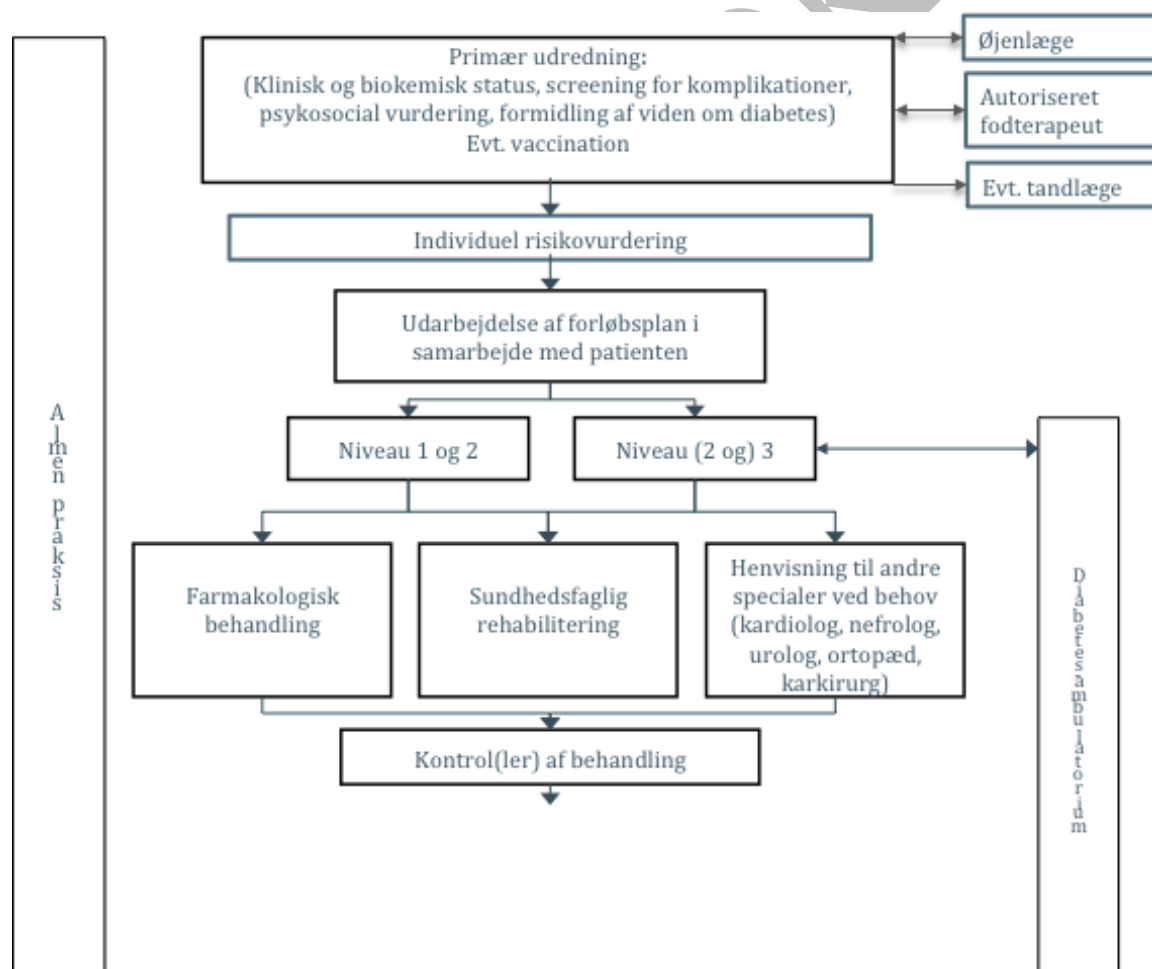 Primær udredning:
(Klinisk og biokemisk status, screening for komplikationer,
psykosocial vurdering, formidling af viden om diabetes)
Evt. vaccination
Øjenlæge
Autoriseret
fodterapeut
Evt. tandlæge
Individuel risikovurdering
Udarbejdelse af forløbsplan i
samarbejde med patienten
Almen praksis
Niveau 1 og 2
Niveau (2 og) 3
Farmakologisk
behandling
Sundhedsfaglig
rehabilitering
Henvisning til andre
specialer ved behov
(kardiolog, nefrolog,
urolog, ortopæd,
karkirurg)
Diabetesambulatorium
Kontrol(ler) af behandling